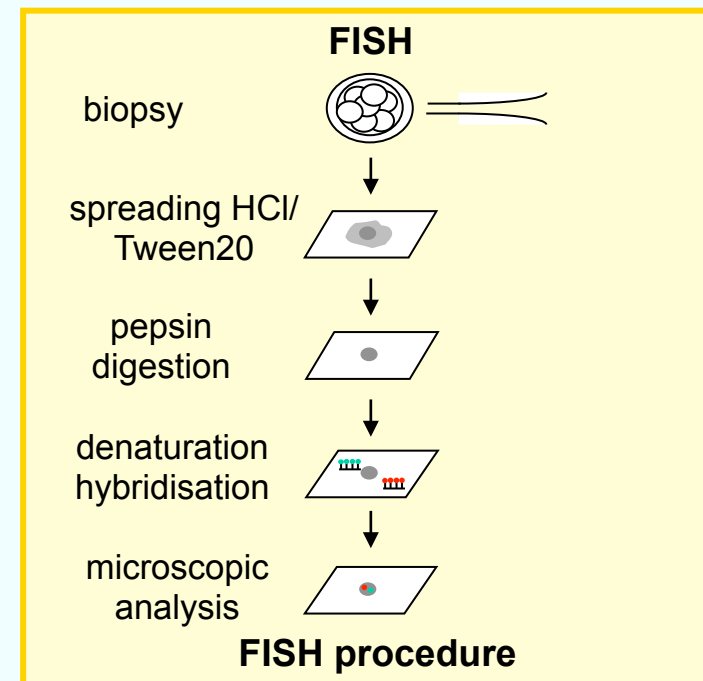 FISH
biopsy
spreading HCl/
Tween20
pepsin
digestion
denaturation
hybridisation
microscopic
analysis
FISH procedure